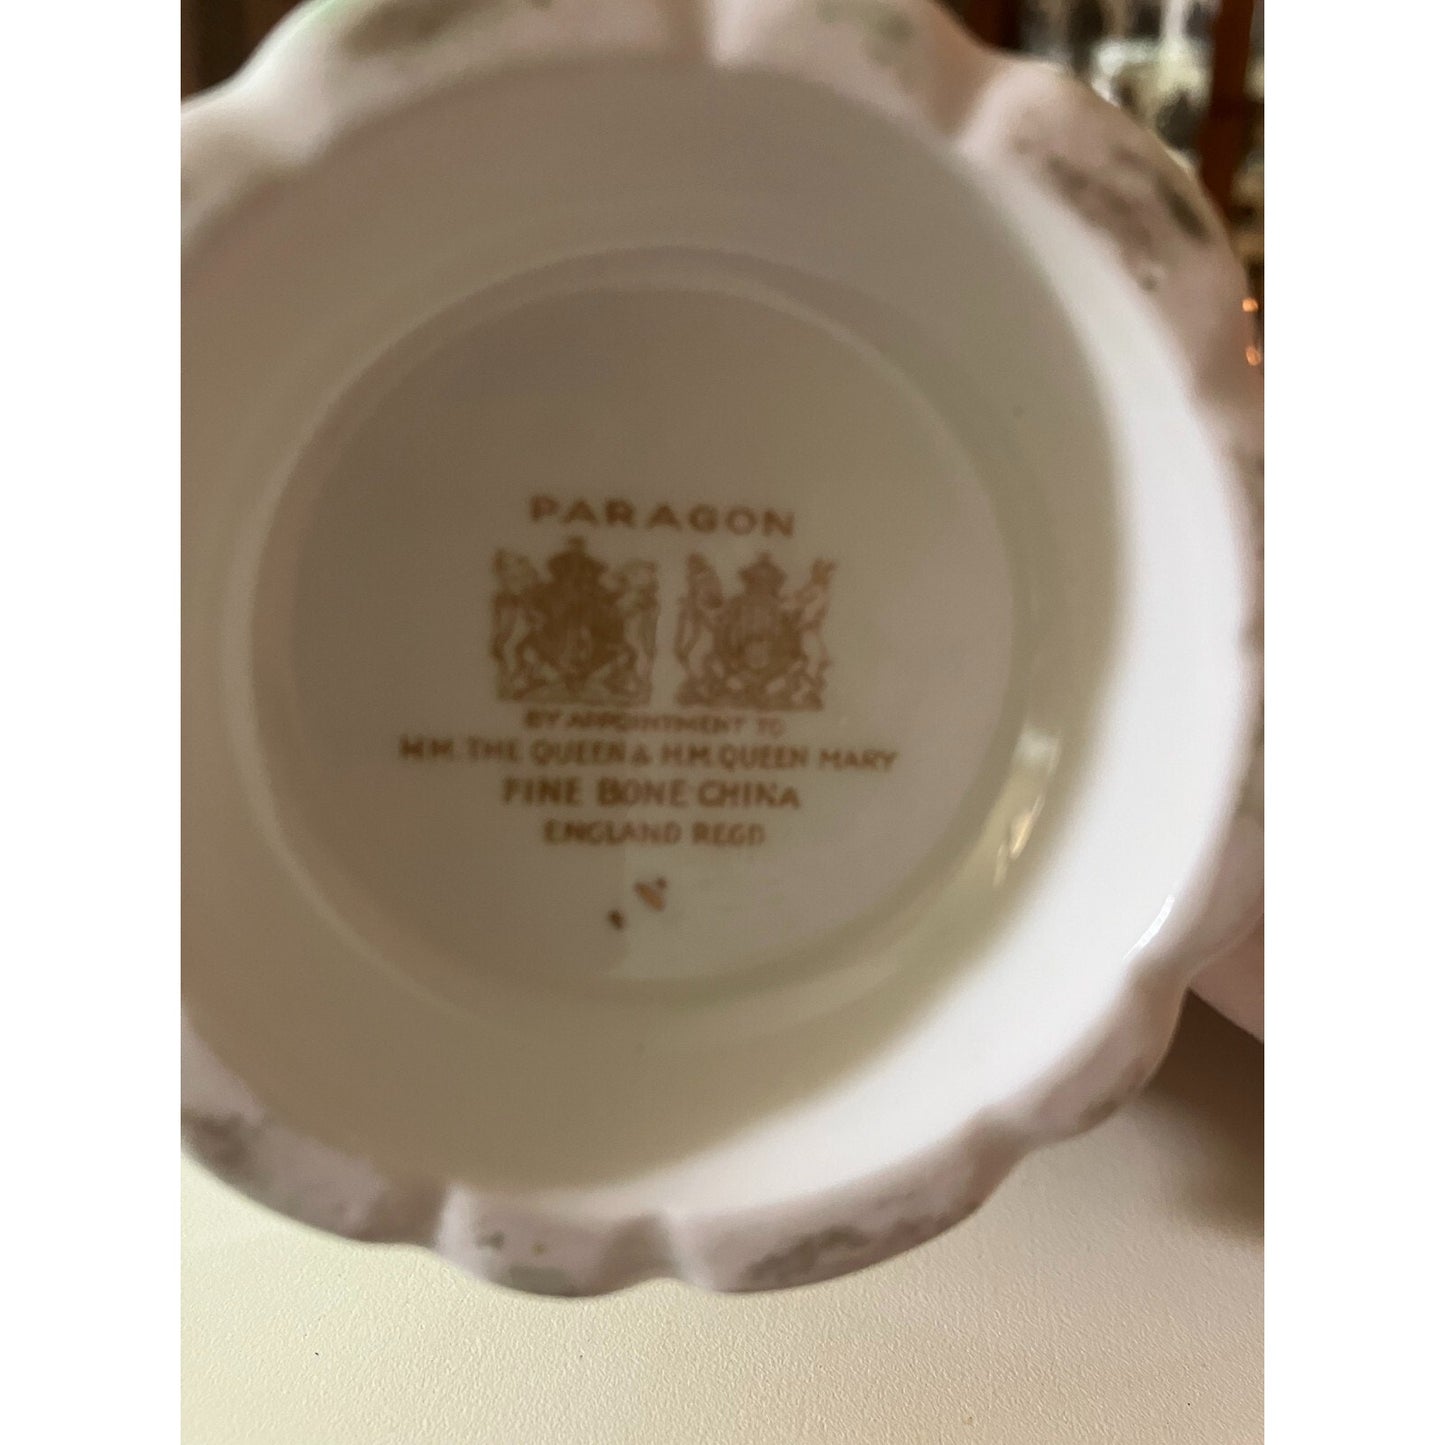 PARAGON
BY APPOINTMENT TO
H.M. THE QUEEN & H.M. QUEEN MARY
FINE BONE CHINA
ENGLAND REGD